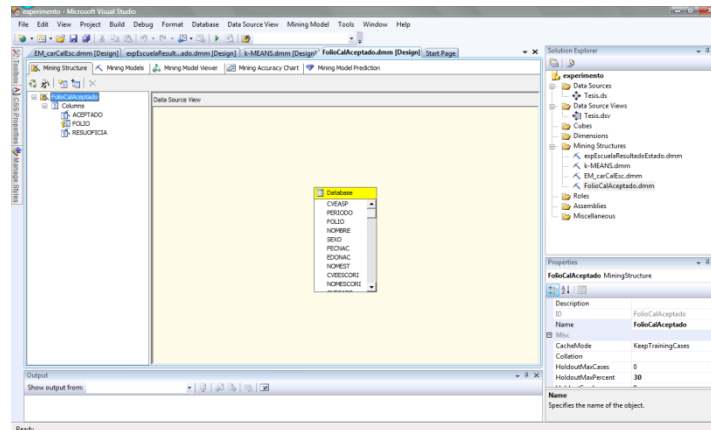 experimento - Microsoft Visual Studio
File Edit View Project Build Debug Format Database Data Source View Mining Model Tools Window Help
EM_carCalEsc.dmm [Design] expEscuelaResult...ado.dmm [Design] k-MEANS.dmm [Design]* FolioCalAceptado.dmm [Design] Start Page
Mining Structure Mining Models Mining Model Viewer Mining Accuracy Chart Mining Model Prediction
Toolbox
CSS Properties
Manage Styles
FolioCalAceptado
Columns
ACEPTADO
FOLIO
RESUOFICIA
Data Source View
Database
CVEASP
PERIODO
FOLIO
NOMBRE
SEXO
FECNAC
EDONAC
NOMEST
CVEESCORI
NOMESCORI
Output
Show output from:
Ready
Solution Explorer
experimento
Data Sources
Tesis.ds
Data Source Views
Tesis.dsv
Cubes
Dimensions
Mining Structures
expEscuelaResultadoEstado.dmm
k-MEANS.dmm
EM_carCalEsc.dmm
FolioCalAceptado.dmm
Roles
Assemblies
Miscellaneous
Properties
FolioCalAceptado MiningStructure
Description
ID FolioCalAceptado
Name FolioCalAceptado
Misc
CacheMode KeepTrainingCases
Collation
HoldoutMaxCases 0
HoldoutMaxPercent 30
Name
Specifies the name of the object.